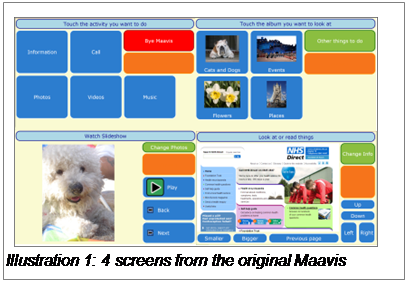 Touch the activity you want to do
Information
Call
Bye Maavis
Photos
Videos
Music
Touch the album you want to look at
Cats and Dogs
Events
Other things to do
Flowers
Places
Watch Slideshow
Change Photos
Play
Back
Next
Look at or read things
NHS
Direct
Change Info
Up
Down
Left
Right
Smaller
Bigger
Previous page
Illustration 1: 4 screens from the original Maavis